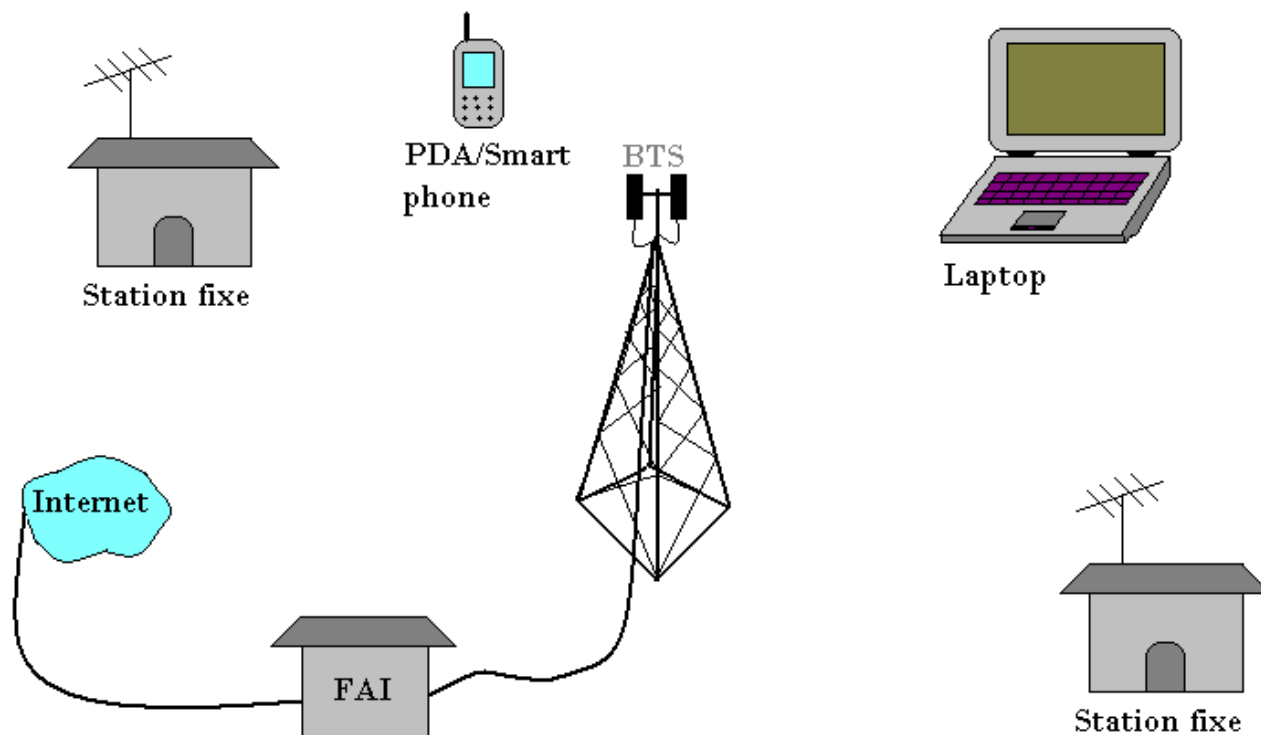 PDA/Smart
phone
BTS
Station fixe
Laptop
Internet
FAI
Station fixe